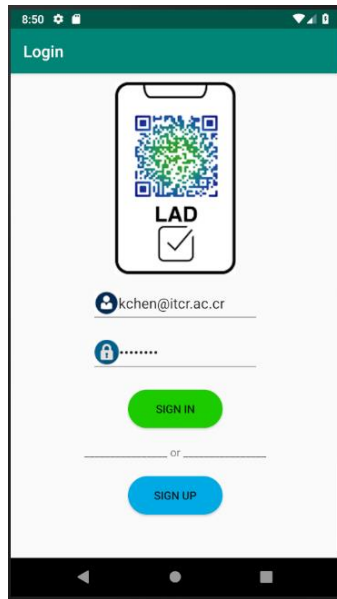 8:50
Login
LAD
kchen@itcr.ac.cr
••••••••
SIGN IN
or
SIGN UP